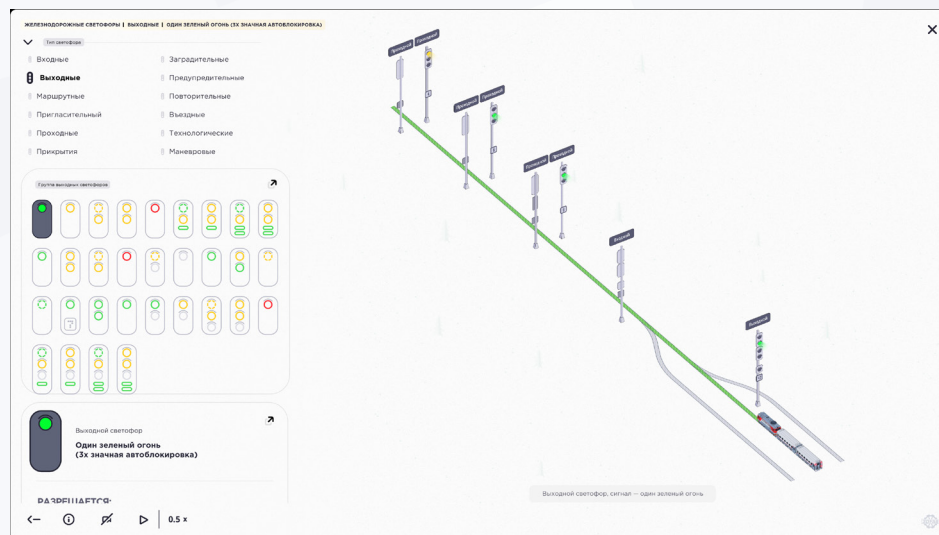 ЖЕЛЕЗНОДОРОЖНЫЕ СВЕТОФОРЫ | ВЫХОДНЫЕ | ОДИН ЗЕЛЕНЫЙ ОГОНЬ (3Х ЗНАЧНАЯ АВТОБЛОКИРОВКА)
Тип светофора
Входные
Заградительные
Выходные
Предупредительные
Маршрутные
Повторительные
Пригласительный
Въездные
Проходные
Технологические
Прикрытия
Маневровые
Группа выходных светофоров
?
Выходной светофор
Один зеленый огонь
(3х значная автоблокировка)
РАЗРЕШАЕТСЯ:
0.5 x
Проходной
Проходной
Проходной
Проходной
Проходной
Проходной
Входной
Выходной
Выходной светофор, сигнал — один зеленый огонь